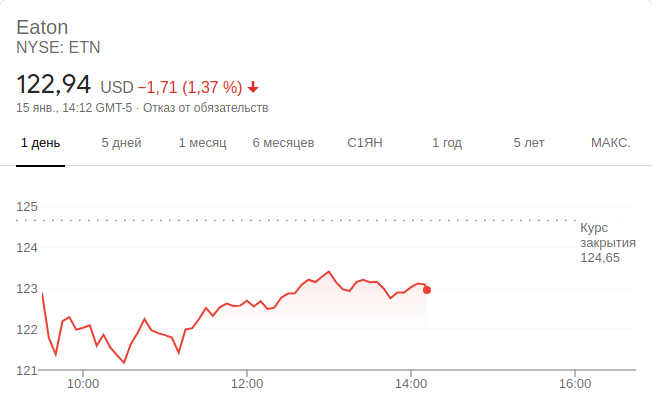 Eaton
NYSE: ETN
122,94 USD −1,71 (1,37 %)
15 янв., 14:12 GMT-5 · Отказ от обязательств
1 день 5 дней 1 месяц 6 месяцев С1ЯН 1 год 5 лет МАКС.
125
124
123
122
121
Курс
закрытия
124,65
10:00 12:00 14:00 16:00